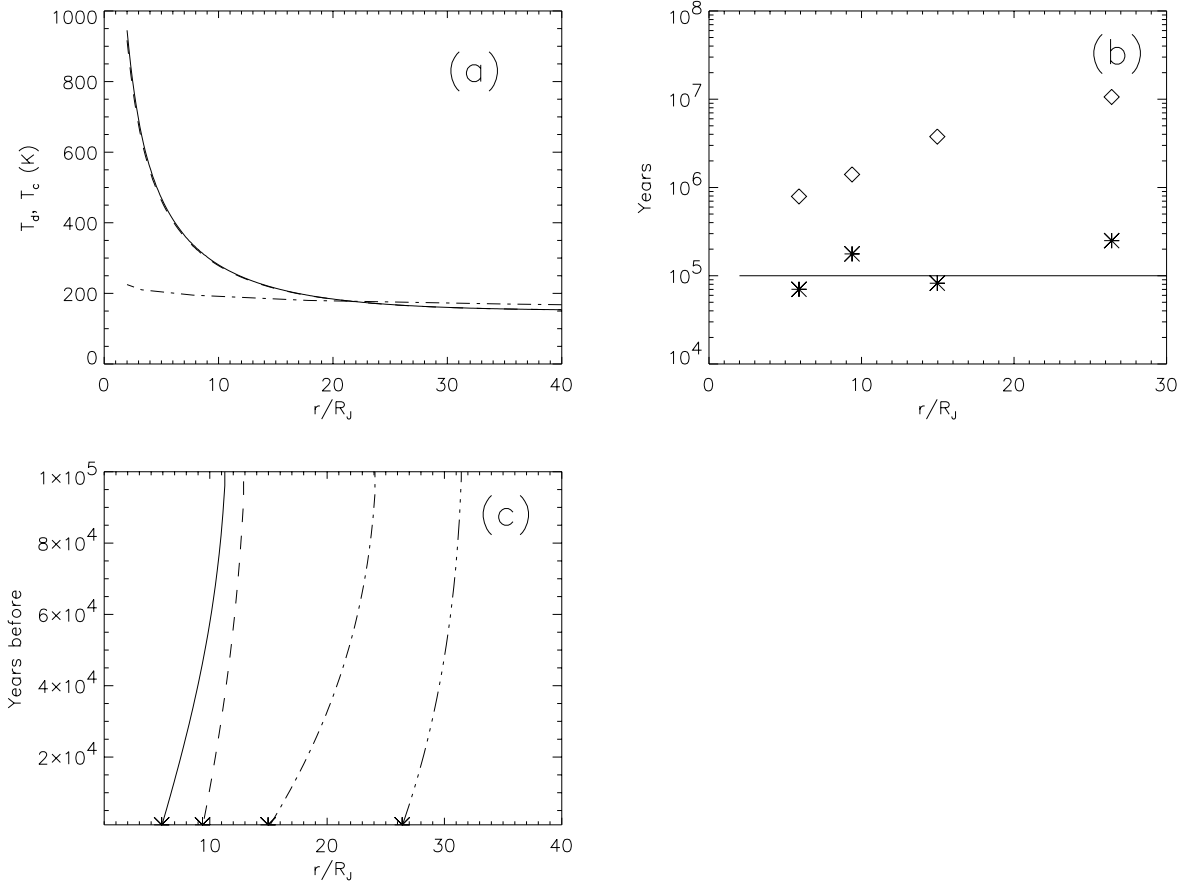 (a)
T_d, T_c (K)
1000
800
600
400
200
0
0 10 20 30 40
r/R_J
(b)
Years
10^8
10^7
10^6
10^5
10^4
0 10 20 30
r/R_J
(c)
Years before
1×10^5
8×10^4
6×10^4
4×10^4
2×10^4
10 20 30 40
r/R_J